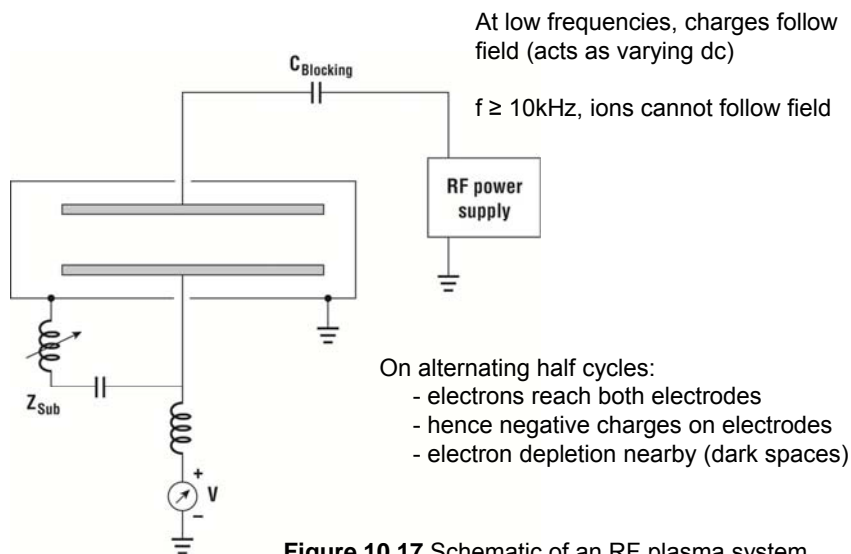 At low frequencies, charges follow
field (acts as varying dc)
f ≥ 10kHz, ions cannot follow field
C Blocking
RF power
supply
On alternating half cycles:
- electrons reach both electrodes
- hence negative charges on electrodes
- electron depletion nearby (dark spaces)
Z Sub
+
V
–
Figure 10.17 Schematic of an RF plasma system